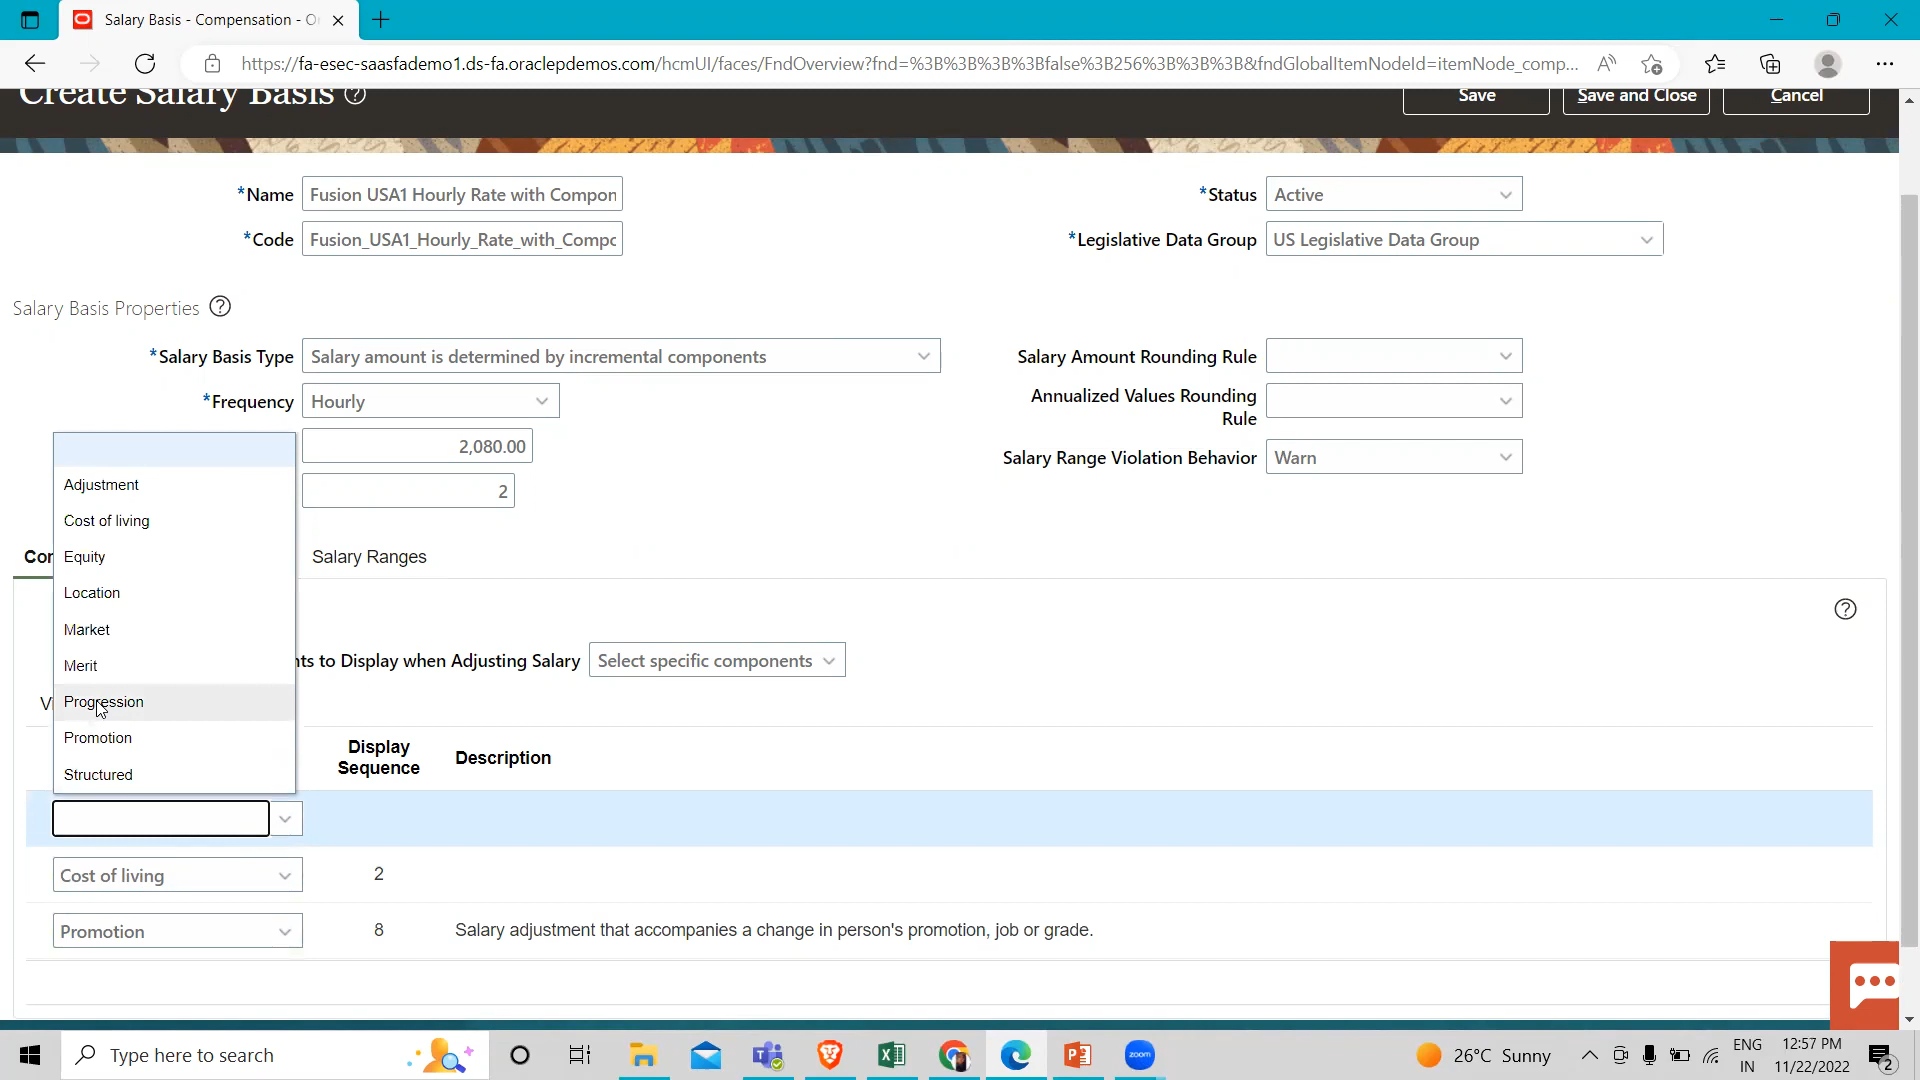 Salary Basis - Compensation - O
https://fa-esec-saasfademo1.ds-fa.oraclepdemos.com/hcmUI/faces/FndOverview?fnd=%3B%3B%3B%3Bfalse%3B256%3B%3B%3B&fndGlobalItemNodeId=itemNode_comp...
Create Salary Basis
Save
Save and Close
Cancel
*Name Fusion USA1 Hourly Rate with Compon
*Status Active
*Code Fusion_USA1_Hourly_Rate_with_Compc
*Legislative Data Group US Legislative Data Group
Salary Basis Properties
*Salary Basis Type Salary amount is determined by incremental components
Salary Amount Rounding Rule
*Frequency Hourly
Annualized Values Rounding
Rule
2,080.00
Salary Range Violation Behavior Warn
2
Adjustment
Cost of living
Equity
Location
Market
Merit
Progression
Promotion
Structured
Con
Salary Ranges
nts to Display when Adjusting Salary Select specific components
Vi
Display
Sequence
Description
Cost of living 2
Promotion 8 Salary adjustment that accompanies a change in person's promotion, job or grade.
Type here to search
zoom
26°C Sunny
ENG
IN
12:57 PM
11/22/2022
2